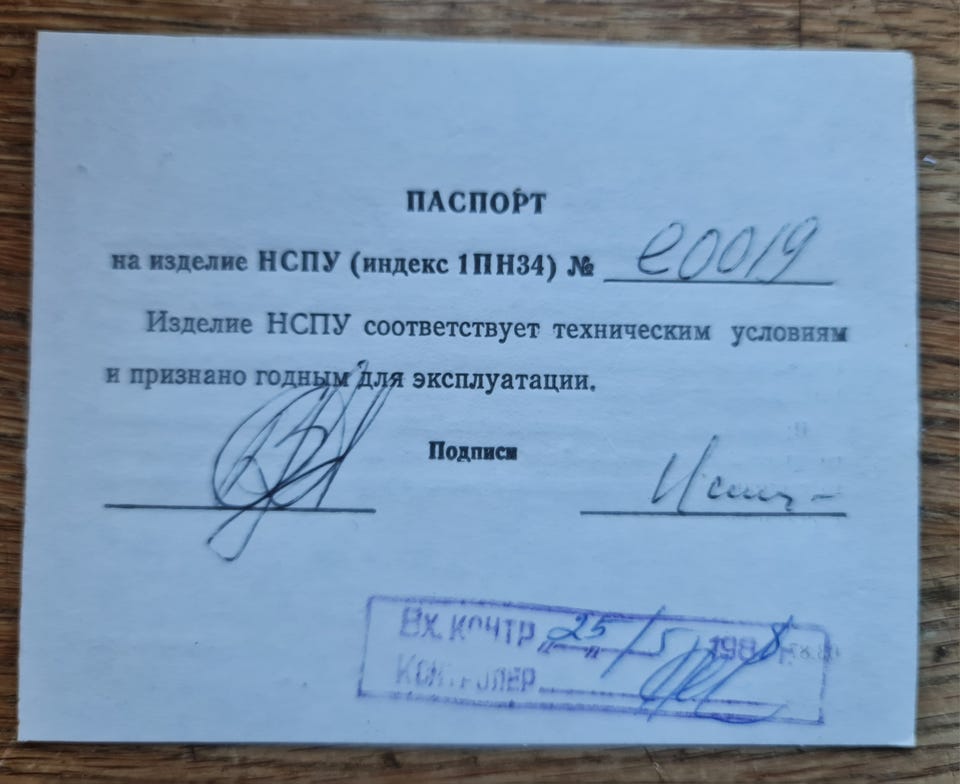 ПАСПОРТ
на изделие НСПУ (индекс 1ПН34) № е0019
Изделие НСПУ соответствует техническим условиям
и признано годным для эксплуатации.
Подписи
Вх. контр „25“ / 5 1988 г.
Контролер